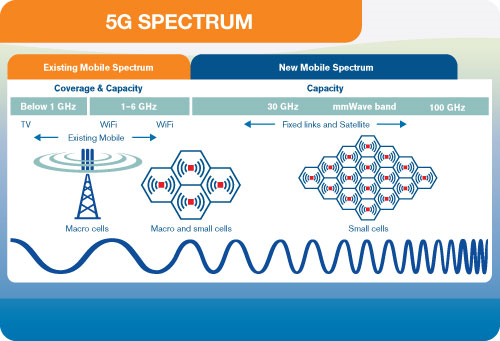 5G SPECTRUM
Existing Mobile Spectrum
New Mobile Spectrum
Coverage & Capacity
Capacity
Below 1 GHz
1–6 GHz
30 GHz
mmWave band
100 GHz
TV
WiFi
WiFi
Fixed links and Satellite
Existing Mobile
Macro cells
Macro and small cells
Small cells